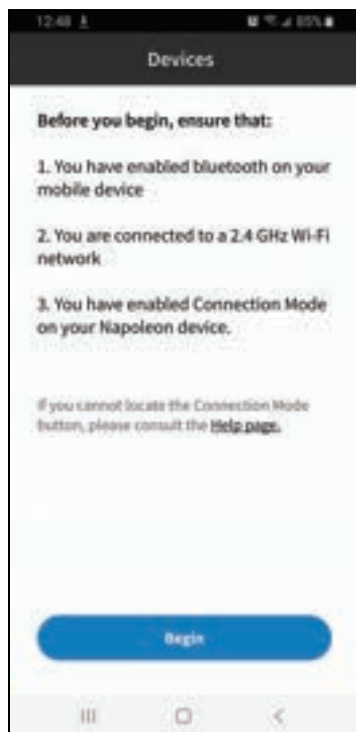 12:48
85%
Devices
Before you begin, ensure that:
1. You have enabled bluetooth on your
mobile device
2. You are connected to a 2.4 GHz Wi-Fi
network
3. You have enabled Connection Mode
on your Napoleon device.
If you cannot locate the Connection Mode
button, please consult the Help page.
Begin